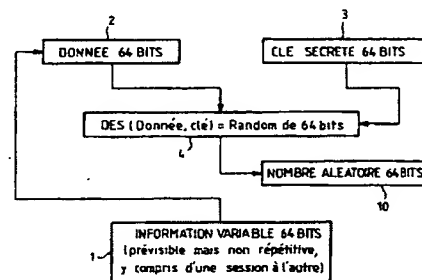 2
3
DONNEE 64 BITS
CLE SECRETE 64 BITS
DES (Donnée, clé) = Random de 64 bits
4
NOMBRE ALEATOIRE 64 BITS
10
INFORMATION VARIABLE 64 BITS
1
(prévisible mais non répétitive,
y compris d'une session à l'autre)